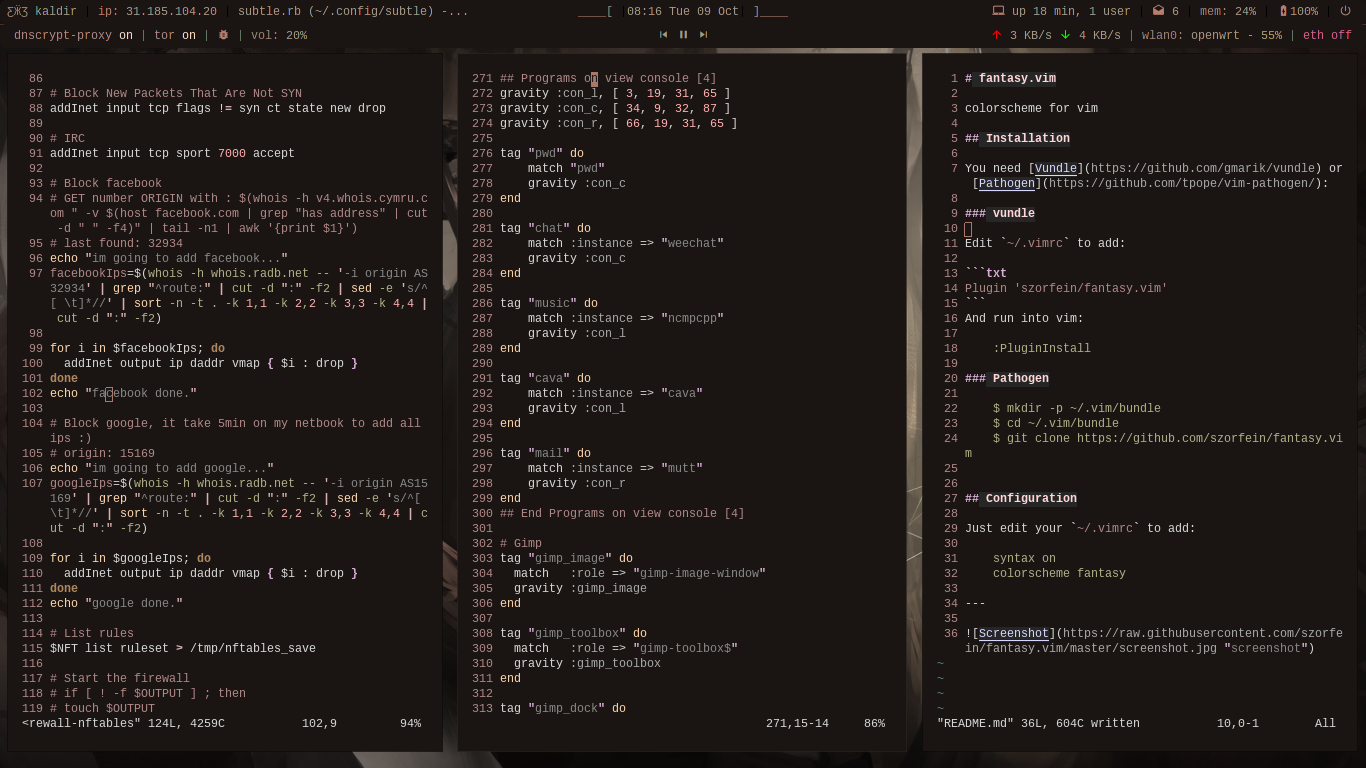 kaldir | ip: 31.185.104.20 | subtle.rb (~/.config/subtle) -...
____[ |08:16 Tue 09 Oct| ]____
up 18 min, 1 user | 6 | mem: 24% | 100% |
dnscrypt-proxy on | tor on | | vol: 20%
3 KB/s 4 KB/s | wlan0: openwrt - 55% | eth off
86
87 # Block New Packets That Are Not SYN
88 addInet input tcp flags != syn ct state new drop
89
90 # IRC
91 addInet input tcp sport 7000 accept
92
93 # Block facebook
94 # GET number ORIGIN with : $(whois -h v4.whois.cymru.c
om " -v $(host facebook.com | grep "has address" | cut
-d " " -f4)" | tail -n1 | awk '{print $1}')
95 # last found: 32934
96 echo "im going to add facebook..."
97 facebookIps=$(whois -h whois.radb.net -- '-i origin AS
32934' | grep "^route:" | cut -d ":" -f2 | sed -e 's/^
[ \t]*//' | sort -n -t . -k 1,1 -k 2,2 -k 3,3 -k 4,4 |
cut -d ":" -f2)
98
99 for i in $facebookIps; do
100 addInet output ip daddr vmap { $i : drop }
101 done
102 echo "facebook done."
103
104 # Block google, it take 5min on my netbook to add all
ips :)
105 # origin: 15169
106 echo "im going to add google..."
107 googleIps=$(whois -h whois.radb.net -- '-i origin AS15
169' | grep "^route:" | cut -d ":" -f2 | sed -e 's/^[
\t]*//' | sort -n -t . -k 1,1 -k 2,2 -k 3,3 -k 4,4 | c
ut -d ":" -f2)
108
109 for i in $googleIps; do
110 addInet output ip daddr vmap { $i : drop }
111 done
112 echo "google done."
113
114 # List rules
115 $NFT list ruleset > /tmp/nftables_save
116
117 # Start the firewall
118 # if [ ! -f $OUTPUT ] ; then
119 # touch $OUTPUT
<rewall-nftables" 124L, 4259C 102,9 94%
271 ## Programs on view console [4]
272 gravity :con_l, [ 3, 19, 31, 65 ]
273 gravity :con_c, [ 34, 9, 32, 87 ]
274 gravity :con_r, [ 66, 19, 31, 65 ]
275
276 tag "pwd" do
277 match "pwd"
278 gravity :con_c
279 end
280
281 tag "chat" do
282 match :instance => "weechat"
283 gravity :con_c
284 end
285
286 tag "music" do
287 match :instance => "ncmpcpp"
288 gravity :con_l
289 end
290
291 tag "cava" do
292 match :instance => "cava"
293 gravity :con_l
294 end
295
296 tag "mail" do
297 match :instance => "mutt"
298 gravity :con_r
299 end
300 ## End Programs on view console [4]
301
302 # Gimp
303 tag "gimp_image" do
304 match :role => "gimp-image-window"
305 gravity :gimp_image
306 end
307
308 tag "gimp_toolbox" do
309 match :role => "gimp-toolbox$"
310 gravity :gimp_toolbox
311 end
312
313 tag "gimp_dock" do
271,15-14 86%
1 # fantasy.vim
2
3 colorscheme for vim
4
5 ## Installation
6
7 You need [Vundle](https://github.com/gmarik/vundle) or
[Pathogen](https://github.com/tpope/vim-pathogen/):
8
9 ### vundle
10
11 Edit `~/.vimrc` to add:
12
13 ```txt
14 Plugin 'szorfein/fantasy.vim'
15 ```
16 And run into vim:
17
18 :PluginInstall
19
20 ### Pathogen
21
22 $ mkdir -p ~/.vim/bundle
23 $ cd ~/.vim/bundle
24 $ git clone https://github.com/szorfein/fantasy.vi
m
25
26
27 ## Configuration
28
29 Just edit your `~/.vimrc` to add:
30
31 syntax on
32 colorscheme fantasy
33
34 ---
35
36 ![Screenshot](https://raw.githubusercontent.com/szorfe
in/fantasy.vim/master/screenshot.jpg "screenshot")
~
~
~
~
"README.md" 36L, 604C written 10,0-1 All